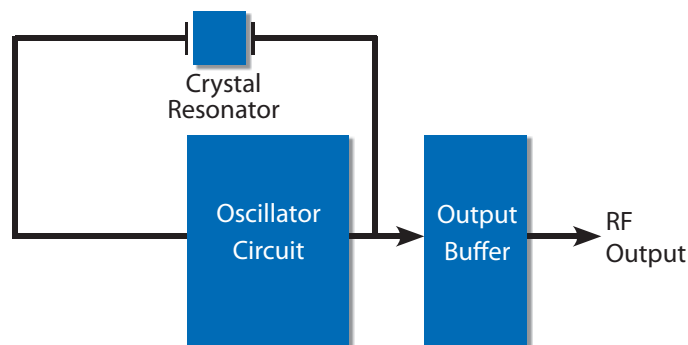 Crystal
Resonator
Oscillator
Circuit
Output
Buffer
RF
Output